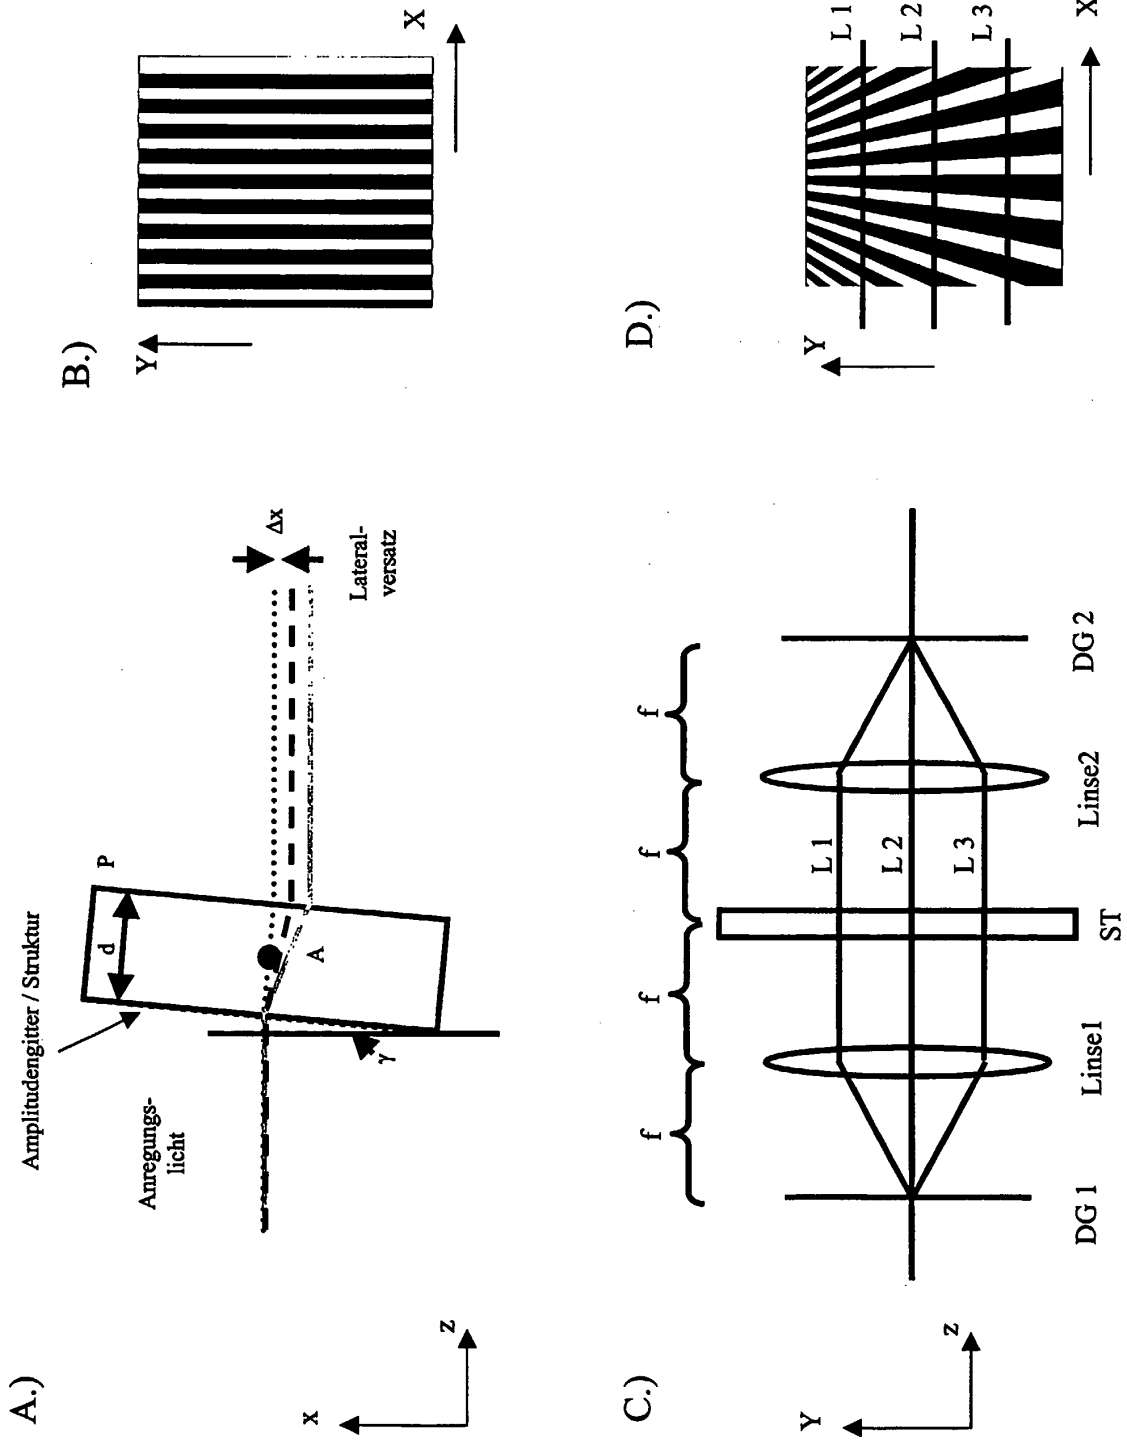 A.)
Amplitudengitter / Struktur
Anregungs-
licht
d
P
A
γ
Δx
Lateral-
versatz
x
z
B.)
Y
X
C.)
f
f
f
f
L 1
L 2
L 3
DG 1
Linse1
ST
Linse2
DG 2
Y
z
D.)
Y
L 1
L 2
L 3
X